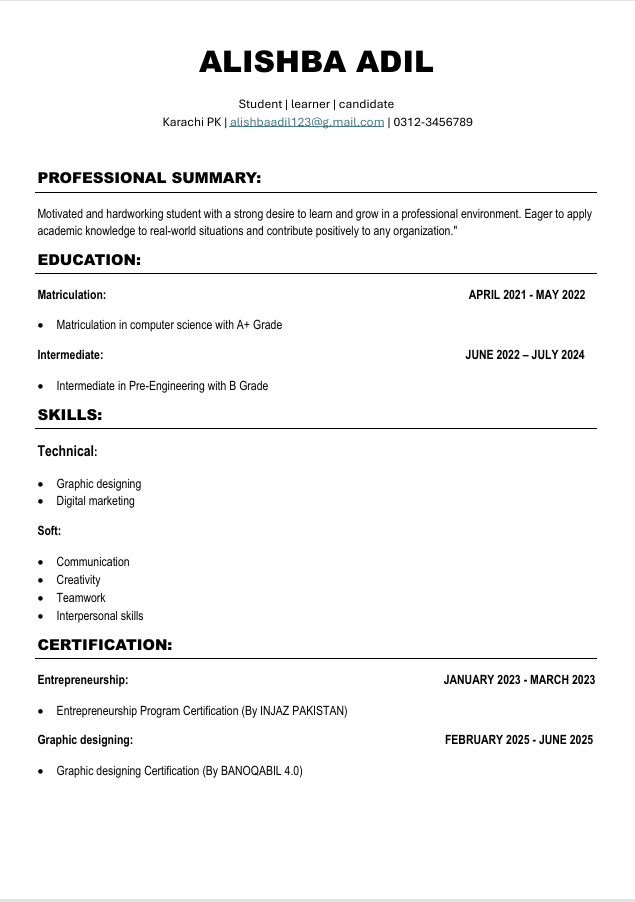 ALISHBA ADIL
Student | learner | candidate
Karachi PK | alishbaadil123@g.mail.com | 0312-3456789
PROFESSIONAL SUMMARY:
Motivated and hardworking student with a strong desire to learn and grow in a professional environment. Eager to apply
academic knowledge to real-world situations and contribute positively to any organization."
EDUCATION:
Matriculation: APRIL 2021 - MAY 2022
• Matriculation in computer science with A+ Grade
Intermediate: JUNE 2022 – JULY 2024
• Intermediate in Pre-Engineering with B Grade
SKILLS:
Technical:
• Graphic designing
• Digital marketing
Soft:
• Communication
• Creativity
• Teamwork
• Interpersonal skills
CERTIFICATION:
Entrepreneurship: JANUARY 2023 - MARCH 2023
• Entrepreneurship Program Certification (By INJAZ PAKISTAN)
Graphic designing: FEBRUARY 2025 - JUNE 2025
• Graphic designing Certification (By BANOQABIL 4.0)